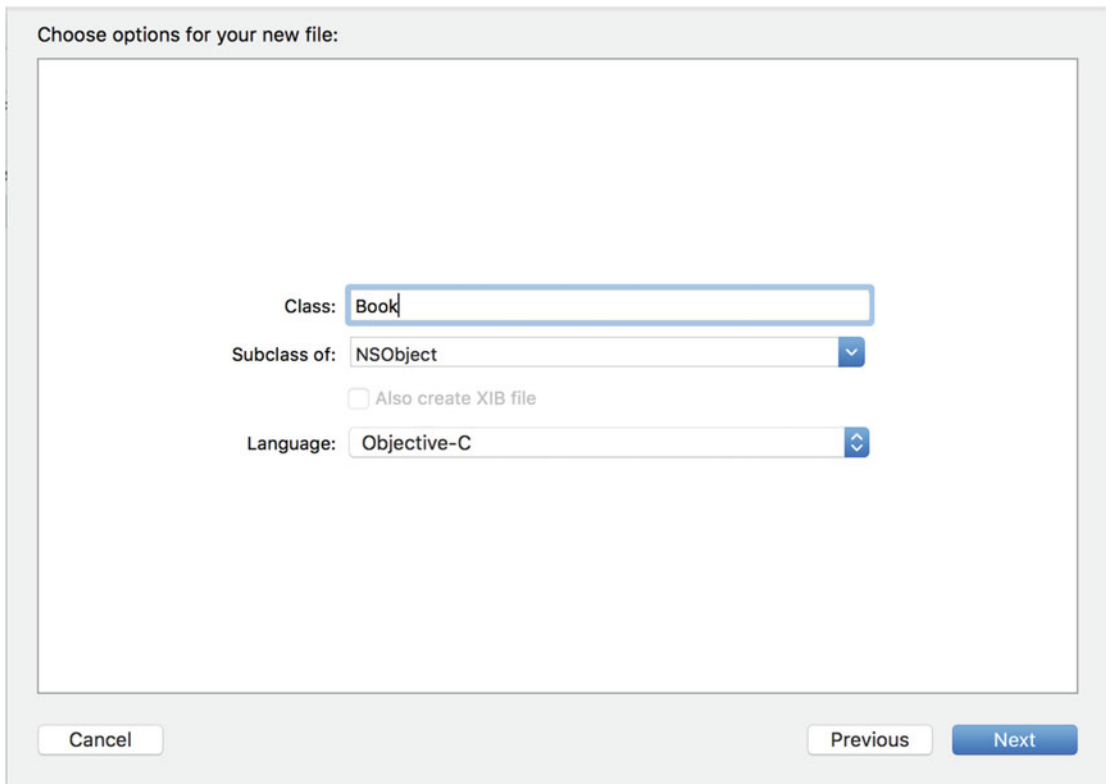 Choose options for your new file:
Class: Book
Subclass of: NSObject
Also create XIB file
Language: Objective-C
Cancel Previous Next